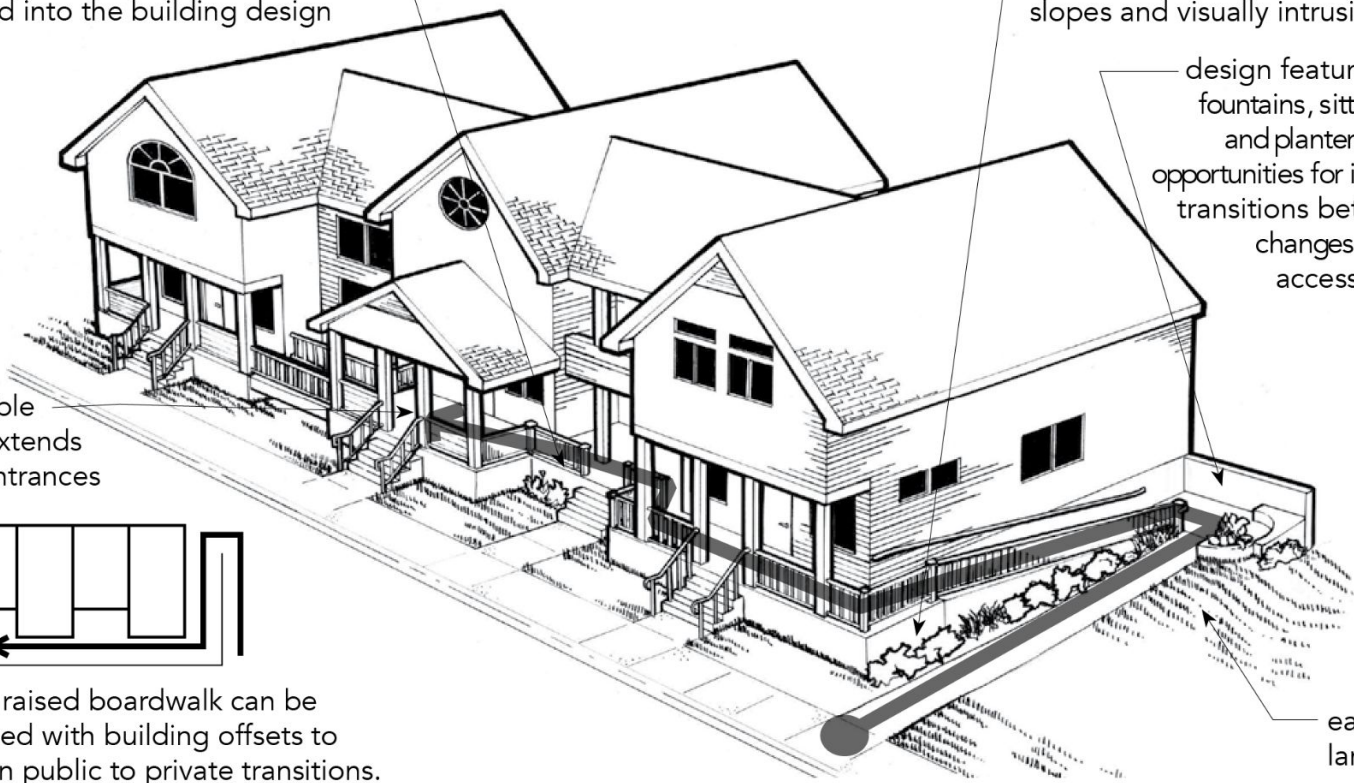 d into the building design
slopes and visually intrusi
design featur
fountains, sitt
and planter
opportunities for i
transitions bet
changes
access
ble
xtends
ntrances
raised boardwalk can be
ed with building offsets to
n public to private transitions.
ea
lan